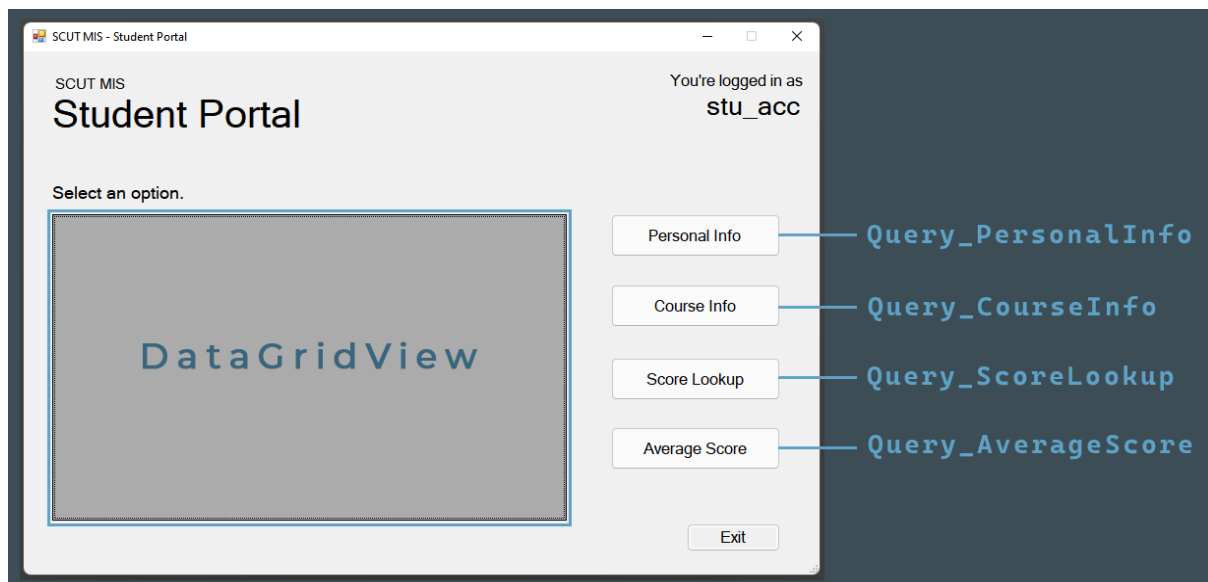 SCUT MIS - Student Portal
SCUT MIS
Student Portal
You're logged in as
stu_acc
Select an option.
DataGridView
Personal Info
Query_PersonalInfo
Course Info
Query_CourseInfo
Score Lookup
Query_ScoreLookup
Average Score
Query_AverageScore
Exit